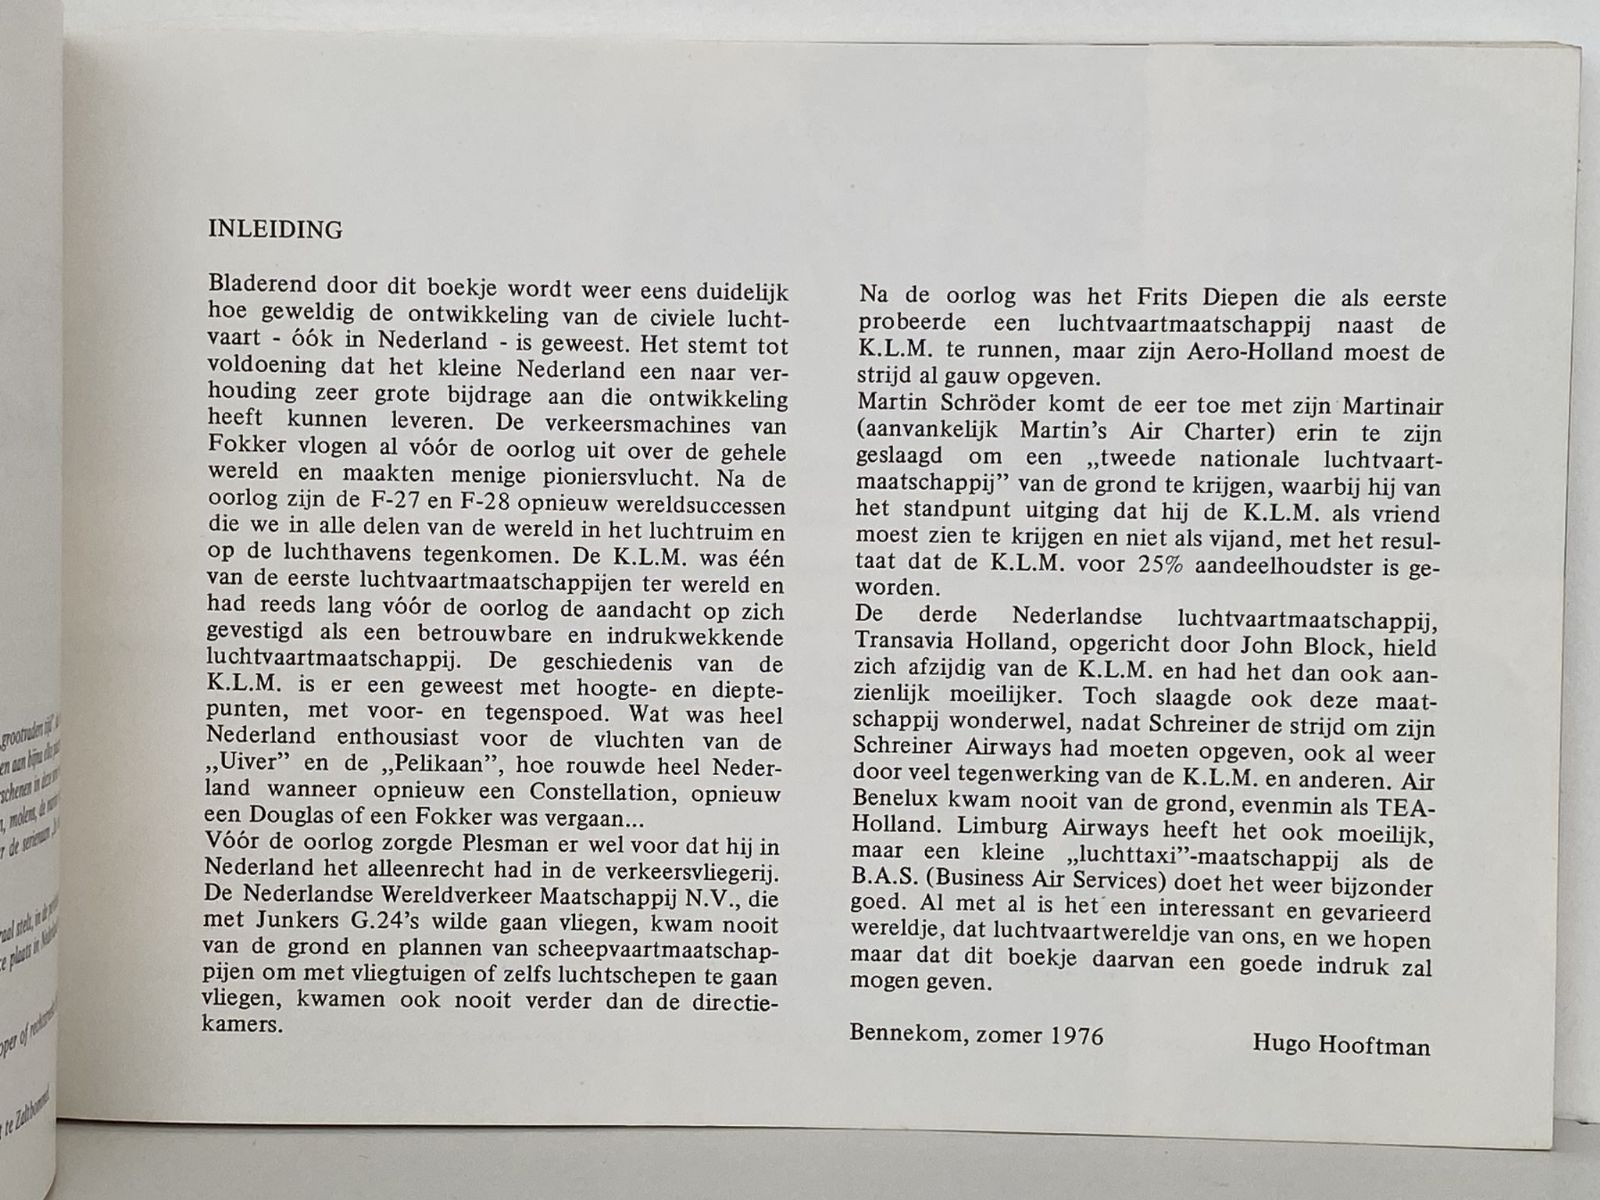 INLEIDING
Bladerend door dit boekje wordt weer eens duidelijk
hoe geweldig de ontwikkeling van de civiele lucht-
vaart - óók in Nederland - is geweest. Het stemt tot
voldoening dat het kleine Nederland een naar ver-
houding zeer grote bijdrage aan die ontwikkeling
heeft kunnen leveren. De verkeersmachines van
Fokker vlogen al vóór de oorlog uit over de gehele
wereld en maakten menige pioniersvlucht. Na de
oorlog zijn de F-27 en F-28 opnieuw wereldsuccessen
die we in alle delen van de wereld in het luchtruim en
op de luchthavens tegenkomen. De K.L.M. was één
van de eerste luchtvaartmaatschappijen ter wereld en
had reeds lang vóór de oorlog de aandacht op zich
gevestigd als een betrouwbare en indrukwekkende
luchtvaartmaatschappij. De geschiedenis van de
K.L.M. is er een geweest met hoogte- en diepte-
punten, met voor- en tegenspoed. Wat was heel
Nederland enthousiast voor de vluchten van de
„Uiver” en de „Pelikaan”, hoe rouwde heel Neder-
land wanneer opnieuw een Constellation, opnieuw
een Douglas of een Fokker was vergaan...
Vóór de oorlog zorgde Plesman er wel voor dat hij in
Nederland het alleenrecht had in de verkeersvliegerij.
De Nederlandse Wereldverkeer Maatschappij N.V., die
met Junkers G.24's wilde gaan vliegen, kwam nooit
van de grond en plannen van scheepvaartmaatschap-
pijen om met vliegtuigen of zelfs luchtschepen te gaan
vliegen, kwamen ook nooit verder dan de directie-
kamers.
Na de oorlog was het Frits Diepen die als eerste
probeerde een luchtvaartmaatschappij naast de
K.L.M. te runnen, maar zijn Aero-Holland moest de
strijd al gauw opgeven.
Martin Schröder komt de eer toe met zijn Martinair
(aanvankelijk Martin's Air Charter) erin te zijn
geslaagd om een „tweede nationale luchtvaart-
maatschappij” van de grond te krijgen, waarbij hij van
het standpunt uitging dat hij de K.L.M. als vriend
moest zien te krijgen en niet als vijand, met het resul-
taat dat de K.L.M. voor 25% aandeelhoudster is ge-
worden.
De derde Nederlandse luchtvaartmaatschappij,
Transavia Holland, opgericht door John Block, hield
zich afzijdig van de K.L.M. en had het dan ook aan-
zienlijk moeilijker. Toch slaagde ook deze maat-
schappij wonderwel, nadat Schreiner de strijd om zijn
Schreiner Airways had moeten opgeven, ook al weer
door veel tegenwerking van de K.L.M. en anderen. Air
Benelux kwam nooit van de grond, evenmin als TEA-
Holland. Limburg Airways heeft het ook moeilijk,
maar een kleine „luchttaxi”-maatschappij als de
B.A.S. (Business Air Services) doet het weer bijzonder
goed. Al met al is het een interessant en gevarieerd
wereldje, dat luchtvaartwereldje van ons, en we hopen
maar dat dit boekje daarvan een goede indruk zal
mogen geven.
Bennekom, zomer 1976 Hugo Hooftman